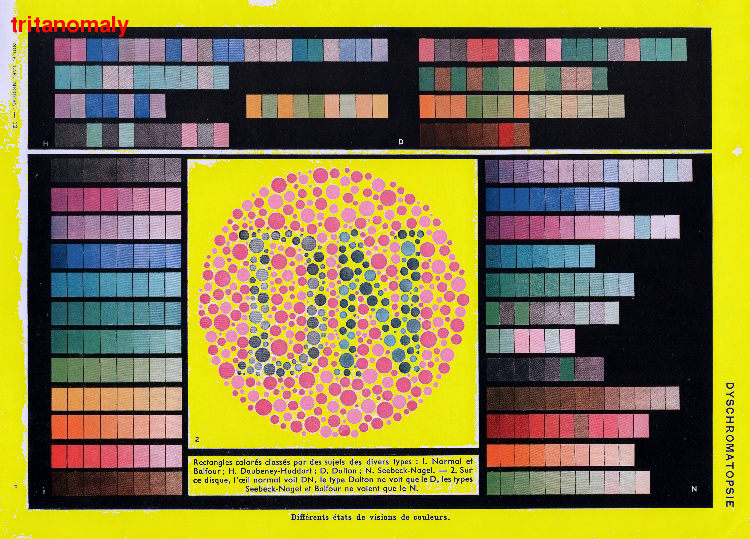 tritanomaly
H
D
DN
2
I
N
Rectangles colorés classés par des sujets des divers types : I. Normal et
Balfour ; H. Daubeney-Huddart ; D. Dalton ; N. Seebeck-Nagel. — 2. Sur
ce disque, l'œil normal voit DN, le type Dalton ne voit que le D, les types
Seebeck-Nagel et Balfour ne voient que le N.
DYSCHROMATOPSIE
Différents états de visions de couleurs.